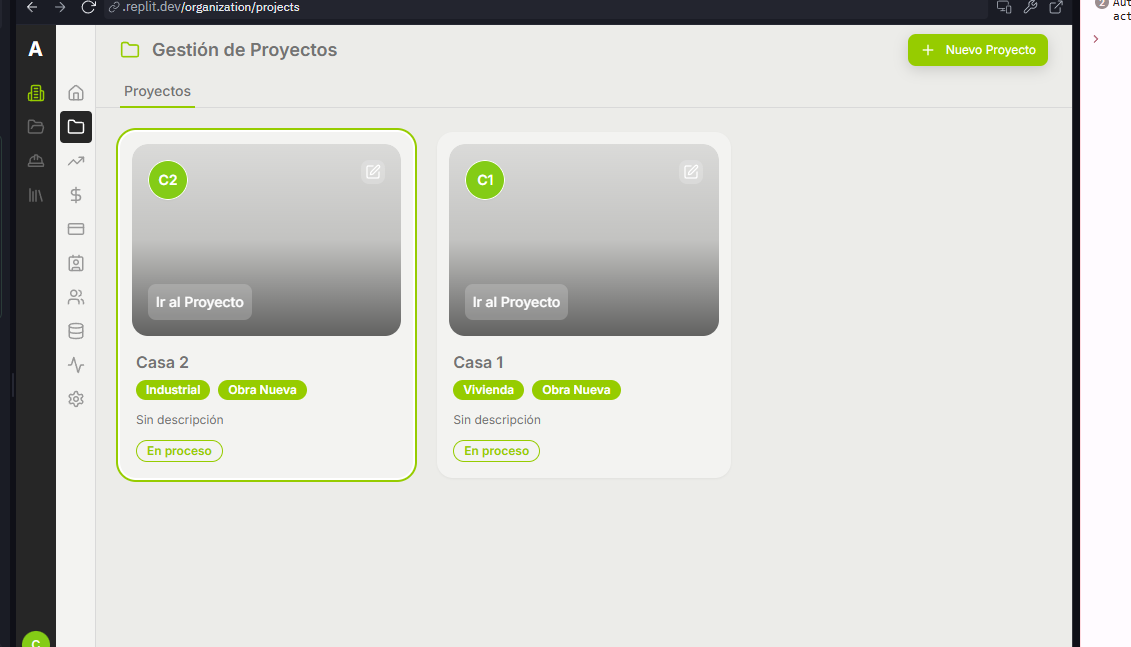 .replit.dev/organization/projects
2 Aut
act
A
Gestión de Proyectos
+ Nuevo Proyecto
Proyectos
C2
Ir al Proyecto
Casa 2
Industrial Obra Nueva
Sin descripción
En proceso
C1
Ir al Proyecto
Casa 1
Vivienda Obra Nueva
Sin descripción
En proceso
C